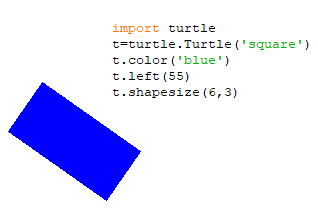 import turtle
t=turtle.Turtle('square')
t.color('blue')
t.left(55)
t.shapesize(6,3)